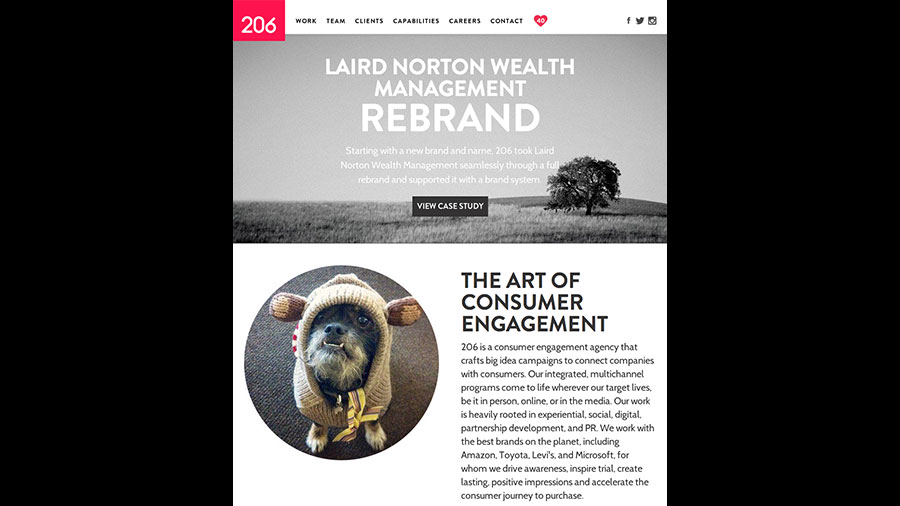 206
WORK TEAM CLIENTS CAPABILITIES CAREERS CONTACT 40
LAIRD NORTON WEALTH
MANAGEMENT
REBRAND
Starting with a new brand and name, 206 took Laird
Norton Wealth Management seamlessly through a full
rebrand and supported it with a brand system.
VIEW CASE STUDY
THE ART OF
CONSUMER
ENGAGEMENT
206 is a consumer engagement agency that
crafts big idea campaigns to connect companies
with consumers. Our integrated, multichannel
programs come to life wherever our target lives,
be it in person, online, or in the media. Our work
is heavily rooted in experiential, social, digital,
partnership development, and PR. We work with
the best brands on the planet, including
Amazon, Toyota, Levi's, and Microsoft, for
whom we drive awareness, inspire trial, create
lasting, positive impressions and accelerate the
consumer journey to purchase.